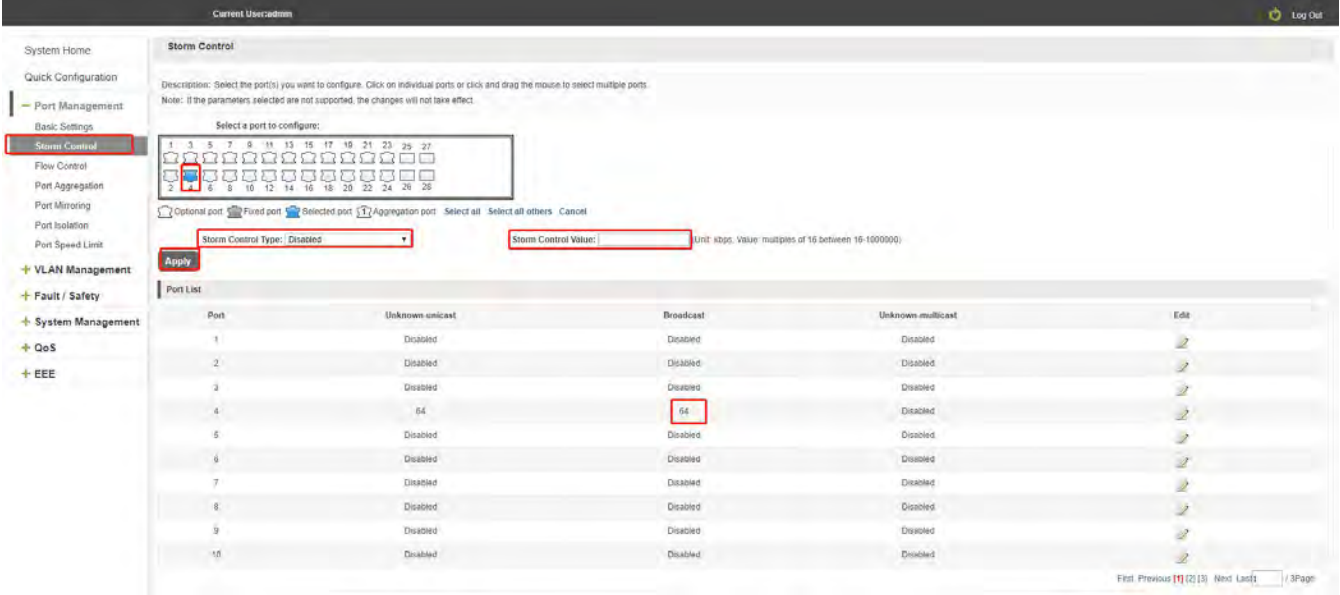 Current User:admin
Log Out
System Home
Quick Configuration
Port Management
Basic Settings
Storm Control
Flow Control
Port Aggregation
Port Mirroring
Port Isolation
Port Speed Limit
VLAN Management
Fault / Safety
System Management
QoS
EEE
Storm Control
Description: Select the port(s) you want to configure. Click on individual ports or click and drag the mouse to select multiple ports.
Note: If the parameters selected are not supported, the changes will not take effect.
Select a port to configure:
1 3 5 7 9 11 13 15 17 19 21 23 25 27
2 4 6 8 10 12 14 16 18 20 22 24 26 28
Optional port Fixed port Selected port 1 Aggregation port Select all Select all others Cancel
Storm Control Type: Disabled Storm Control Value: (Unit: kbps, Value: multiples of 16 between 16-1000000)
Apply
Port List
Port Unknown unicast Broadcast Unknown multicast Edit
1 Disabled Disabled Disabled
2 Disabled Disabled Disabled
3 Disabled Disabled Disabled
4 64 64 Disabled
5 Disabled Disabled Disabled
6 Disabled Disabled Disabled
7 Disabled Disabled Disabled
8 Disabled Disabled Disabled
9 Disabled Disabled Disabled
10 Disabled Disabled Disabled
First Previous [1] [2] [3] Next Last 1 / 3Page